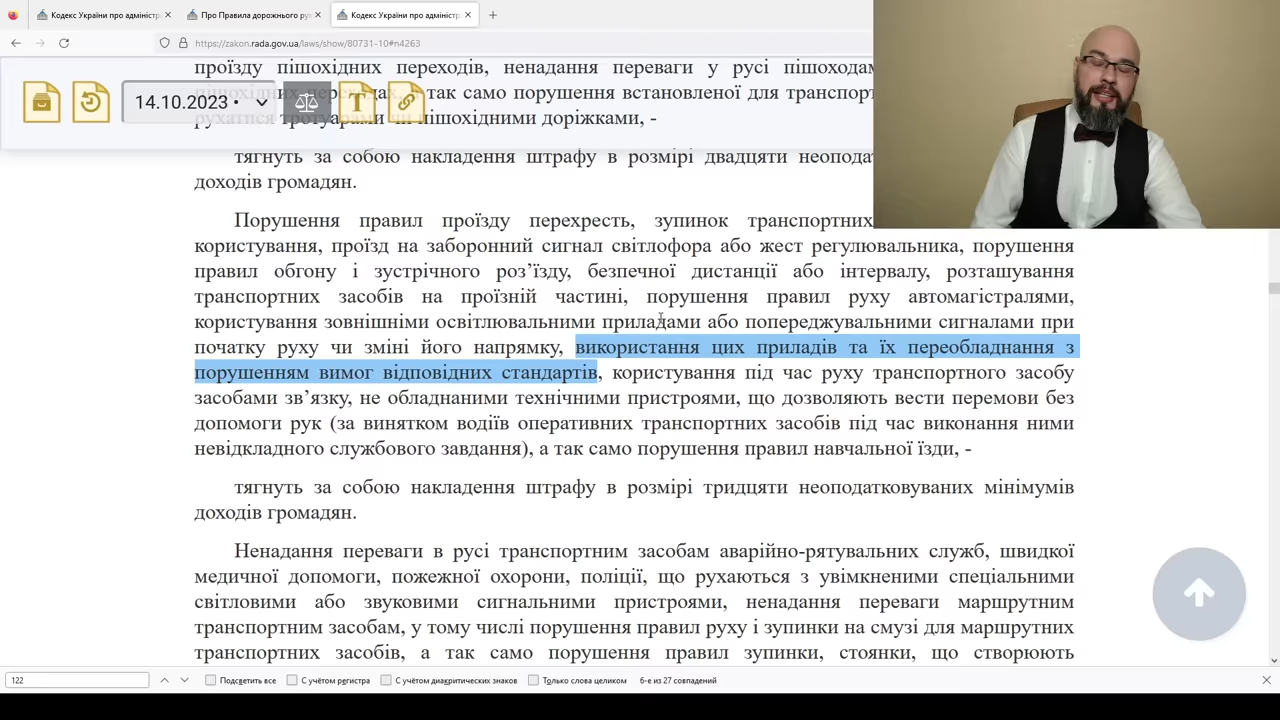 Кодекс України про адміністр
Про Правила дорожнього ру
Кодекс України про адміністр
https://zakon.rada.gov.ua/laws/show/80731-10#n4263
проїзду пішохідних переходів, ненадання переваги у русі пішоходам
14.10.2023
так само порушення встановленої для транспорт
рухатися тротуарами чи пішохідними доріжками, -
тягнуть за собою накладення штрафу в розмірі двадцяти неоподат
доходів громадян.
Порушення правил проїзду перехресть, зупинок транспортних
користування, проїзд на заборонний сигнал світлофора або жест регулювальника, порушення
правил обгону і зустрічного роз’їзду, безпечної дистанції або інтервалу, розташування
транспортних засобів на проїзній частині, порушення правил руху автомагістралями,
користування зовнішніми освітлювальними приладами або попереджувальними сигналами при
початку руху чи зміні його напрямку, використання цих приладів та їх переобладнання з
порушенням вимог відповідних стандартів, користування під час руху транспортного засобу
засобами зв’язку, не обладнаними технічними пристроями, що дозволяють вести перемови без
допомоги рук (за винятком водіїв оперативних транспортних засобів під час виконання ними
невідкладного службового завдання), а так само порушення правил навчальної їзди, -
тягнуть за собою накладення штрафу в розмірі тридцяти неоподатковуваних мінімумів
доходів громадян.
Ненадання переваги в русі транспортним засобам аварійно-рятувальних служб, швидкої
медичної допомоги, пожежної охорони, поліції, що рухаються з увімкненими спеціальними
світловими або звуковими сигнальними пристроями, ненадання переваги маршрутним
транспортним засобам, у тому числі порушення правил руху і зупинки на смузі для маршрутних
транспортних засобів, а так само порушення правил зупинки, стоянки, що створюють
122
Подсветить все
С учётом регистра
С учётом диакритических знаков
Только слова целиком
6-е из 27 совпадений